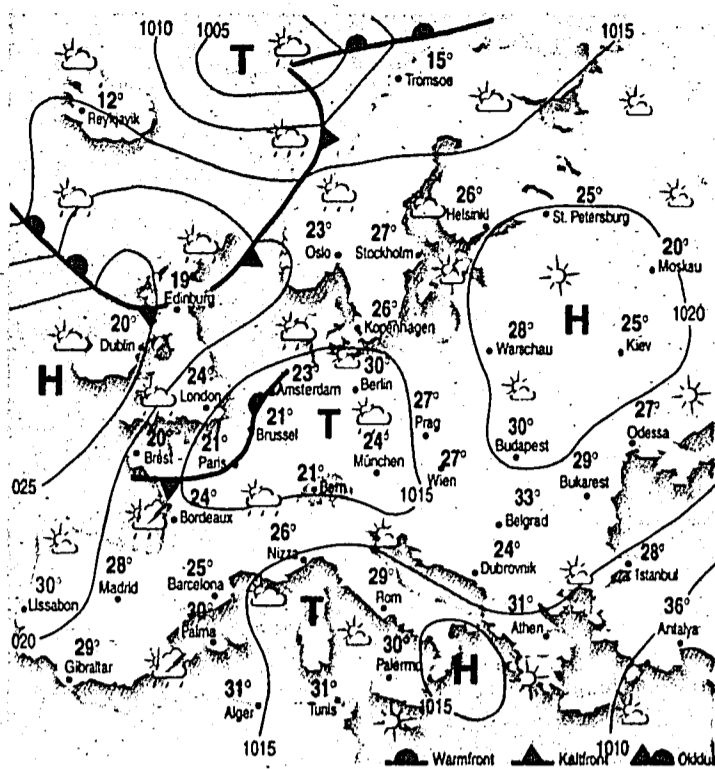 1010
1005
T
1015
15°
Tromsoe
12°
Reykjavik
26°
Helsinki
25°
St. Petersburg
23°
Oslo
27°
Stockholm
20°
Moskau
19°
Edinburg
26°
Kopenhagen
H
1020
20°
Dublin
28°
Warschau
25°
Kiev
H
23°
Amsterdam
30°
Berlin
24°
London
21°
Brüssel
T
27°
Prag
27°
Odessa
20°
Brest
21°
Paris
24°
München
30°
Budapest
27°
Wien
21°
Bern
1015
29°
Bukarest
025
24°
Bordeaux
33°
Belgrad
26°
Nizza
24°
Dubrovnik
28°
Istanbul
28°
Madrid
25°
Barcelona
30°
Lissabon
29°
Rom
31°
Athen
36°
Antalya
30°
Palma
T
020
29°
Gibraltar
30°
Palermo
H
31°
Alger
31°
Tunis
1015
1015
1010
Warmfront
Kaltfront